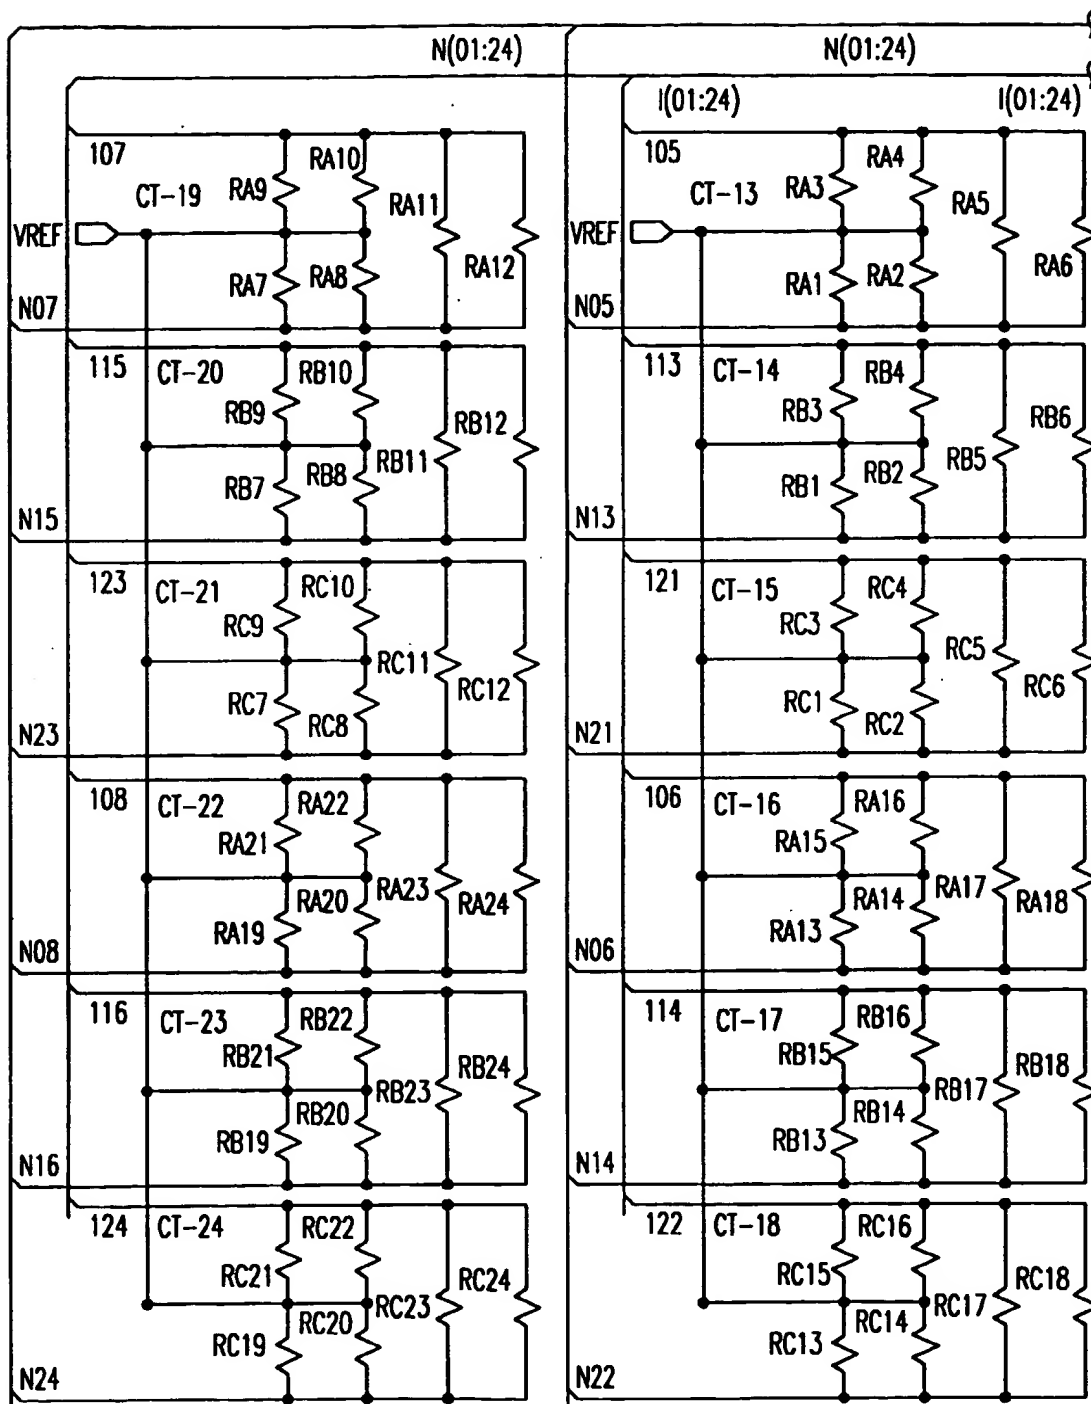 N(01:24)
107
CT-19
VREF
RA9
RA10
RA11
RA12
RA7
RA8
N07
115
CT-20
RB9
RB10
RB11
RB12
RB7
RB8
N15
123
CT-21
RC9
RC10
RC11
RC12
RC7
RC8
N23
108
CT-22
RA21
RA22
RA23
RA24
RA19
RA20
N08
116
CT-23
RB21
RB22
RB23
RB24
RB19
RB20
N16
124
CT-24
RC21
RC22
RC23
RC24
RC19
RC20
N24
N(01:24)
I(01:24)
I(01:24)
105
CT-13
VREF
RA3
RA4
RA5
RA6
RA1
RA2
N05
113
CT-14
RB3
RB4
RB5
RB6
RB1
RB2
N13
121
CT-15
RC3
RC4
RC5
RC6
RC1
RC2
N21
106
CT-16
RA15
RA16
RA17
RA18
RA13
RA14
N06
114
CT-17
RB15
RB16
RB17
RB18
RB13
RB14
N14
122
CT-18
RC15
RC16
RC17
RC18
RC13
RC14
N22